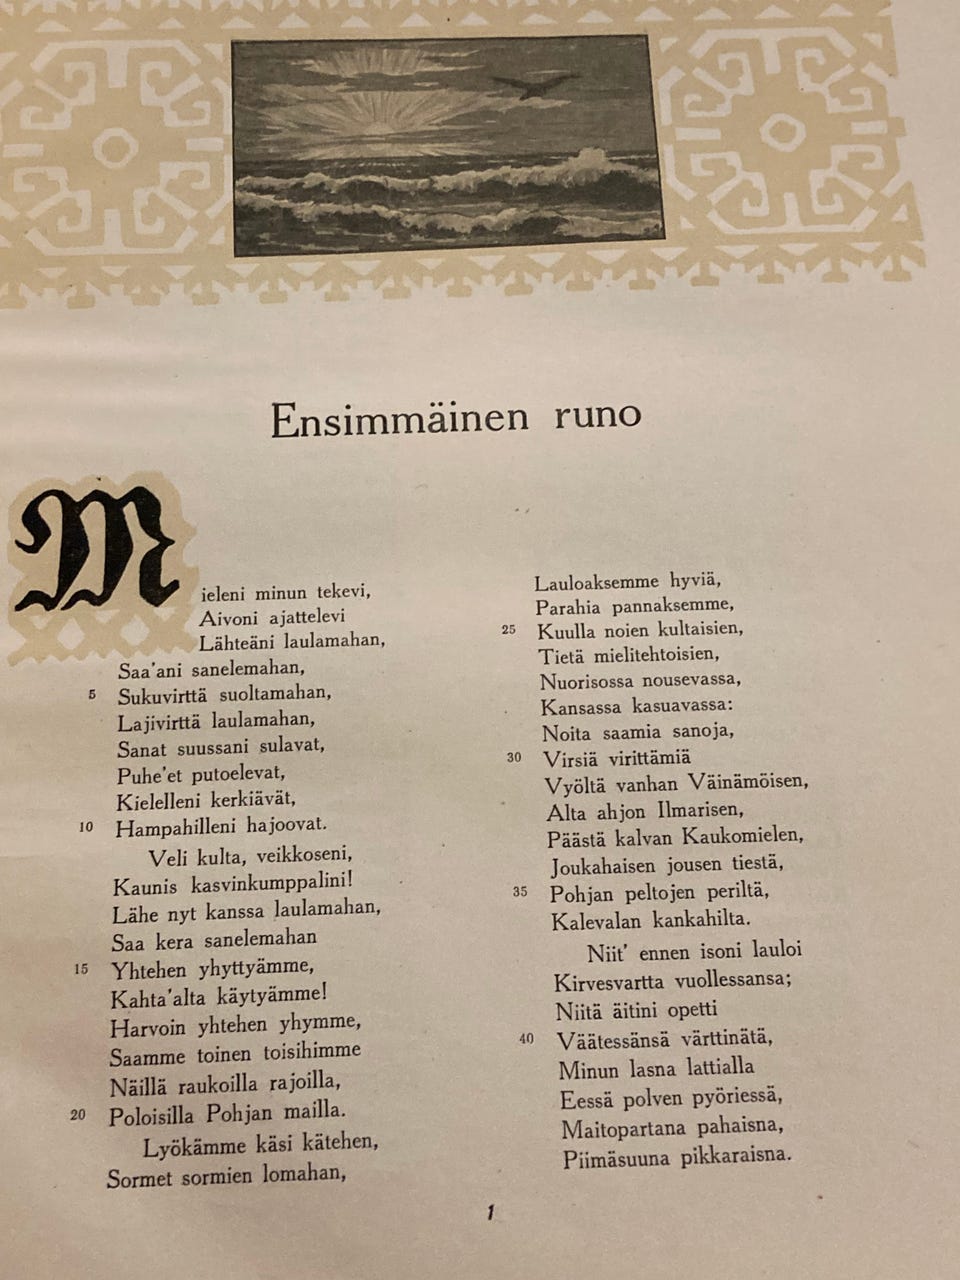 Ensimmäinen runo
Mieleni minun tekevi,
Aivoni ajattelevi
Lähteäni laulamahan,
Saa'ani sanelemahan,
5 Sukuvirttä suoltamahan,
Lajivirttä laulamahan,
Sanat suussani sulavat,
Puhe'et putoelevat,
Kielelleni kerkiävät,
10 Hampahilleni hajoovat.
Veli kulta, veikkoseni,
Kaunis kasvinkumppalini!
Lähe nyt kanssa laulamahan,
Saa kera sanelemahan
15 Yhtehen yhyttyämme,
Kahta'alta käytyämme!
Harvoin yhtehen yhymme,
Saamme toinen toisihimme
Näillä raukoilla rajoilla,
20 Poloisilla Pohjan mailla.
Lyökämme käsi kätehen,
Sormet sormien lomahan,
Lauloaksemme hyviä,
Parahia pannaksemme,
25 Kuulla noien kultaisien,
Tietä mielitehtoisien,
Nuorisossa nousevassa,
Kansassa kasuavassa:
Noita saamia sanoja,
30 Virsiä virittämiä
Vyöltä vanhan Väinämöisen,
Alta ahjon Ilmarisen,
Päästä kalvan Kaukomielen,
Joukahaisen jousen tiestä,
35 Pohjan peltojen periltä,
Kalevalan kankahilta.
Niit' ennen isoni lauloi
Kirvesvartta vuollessansa;
Niitä äitini opetti
40 Väätessänsä värttinätä,
Minun lasna lattialla
Eessä polven pyöriessä,
Maitopartana pahaisna,
Piimäsuuna pikkaraisna.
1